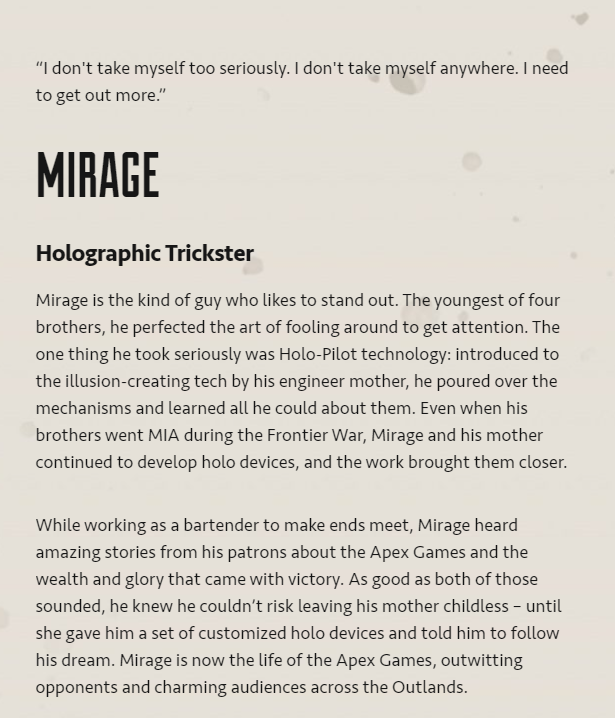 “I don't take myself too seriously. I don't take myself anywhere. I need
to get out more.”
MIRAGE
Holographic Trickster
Mirage is the kind of guy who likes to stand out. The youngest of four
brothers, he perfected the art of fooling around to get attention. The
one thing he took seriously was Holo-Pilot technology: introduced to
the illusion-creating tech by his engineer mother, he poured over the
mechanisms and learned all he could about them. Even when his
brothers went MIA during the Frontier War, Mirage and his mother
continued to develop holo devices, and the work brought them closer.
While working as a bartender to make ends meet, Mirage heard
amazing stories from his patrons about the Apex Games and the
wealth and glory that came with victory. As good as both of those
sounded, he knew he couldn’t risk leaving his mother childless – until
she gave him a set of customized holo devices and told him to follow
his dream. Mirage is now the life of the Apex Games, outwitting
opponents and charming audiences across the Outlands.